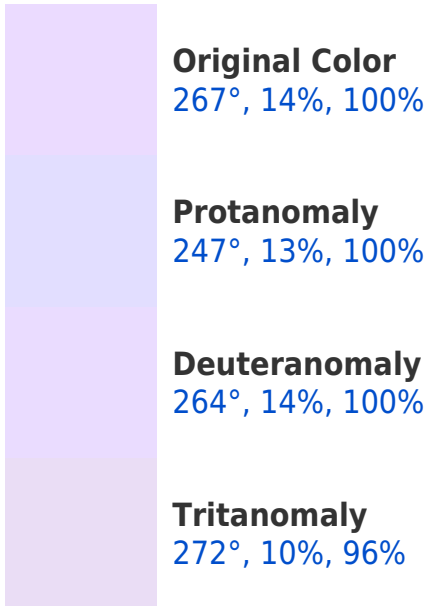 Original Color
267°, 14%, 100%
Protanomaly
247°, 13%, 100%
Deuteranomaly
264°, 14%, 100%
Tritanomaly
272°, 10%, 96%